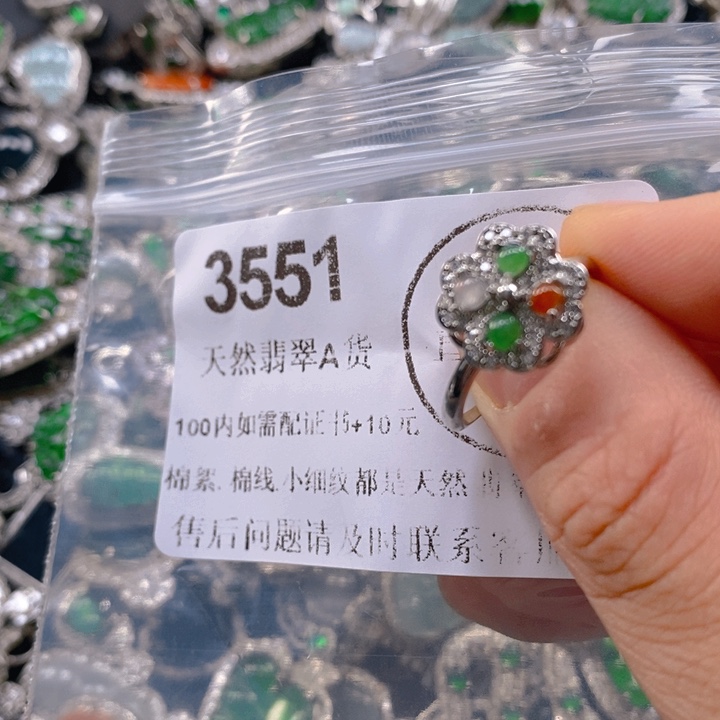 3551
天然翡翠A货
100内如需配证书+10元
棉絮.棉线.小细纹都是天然
售后问题请及时联系客服